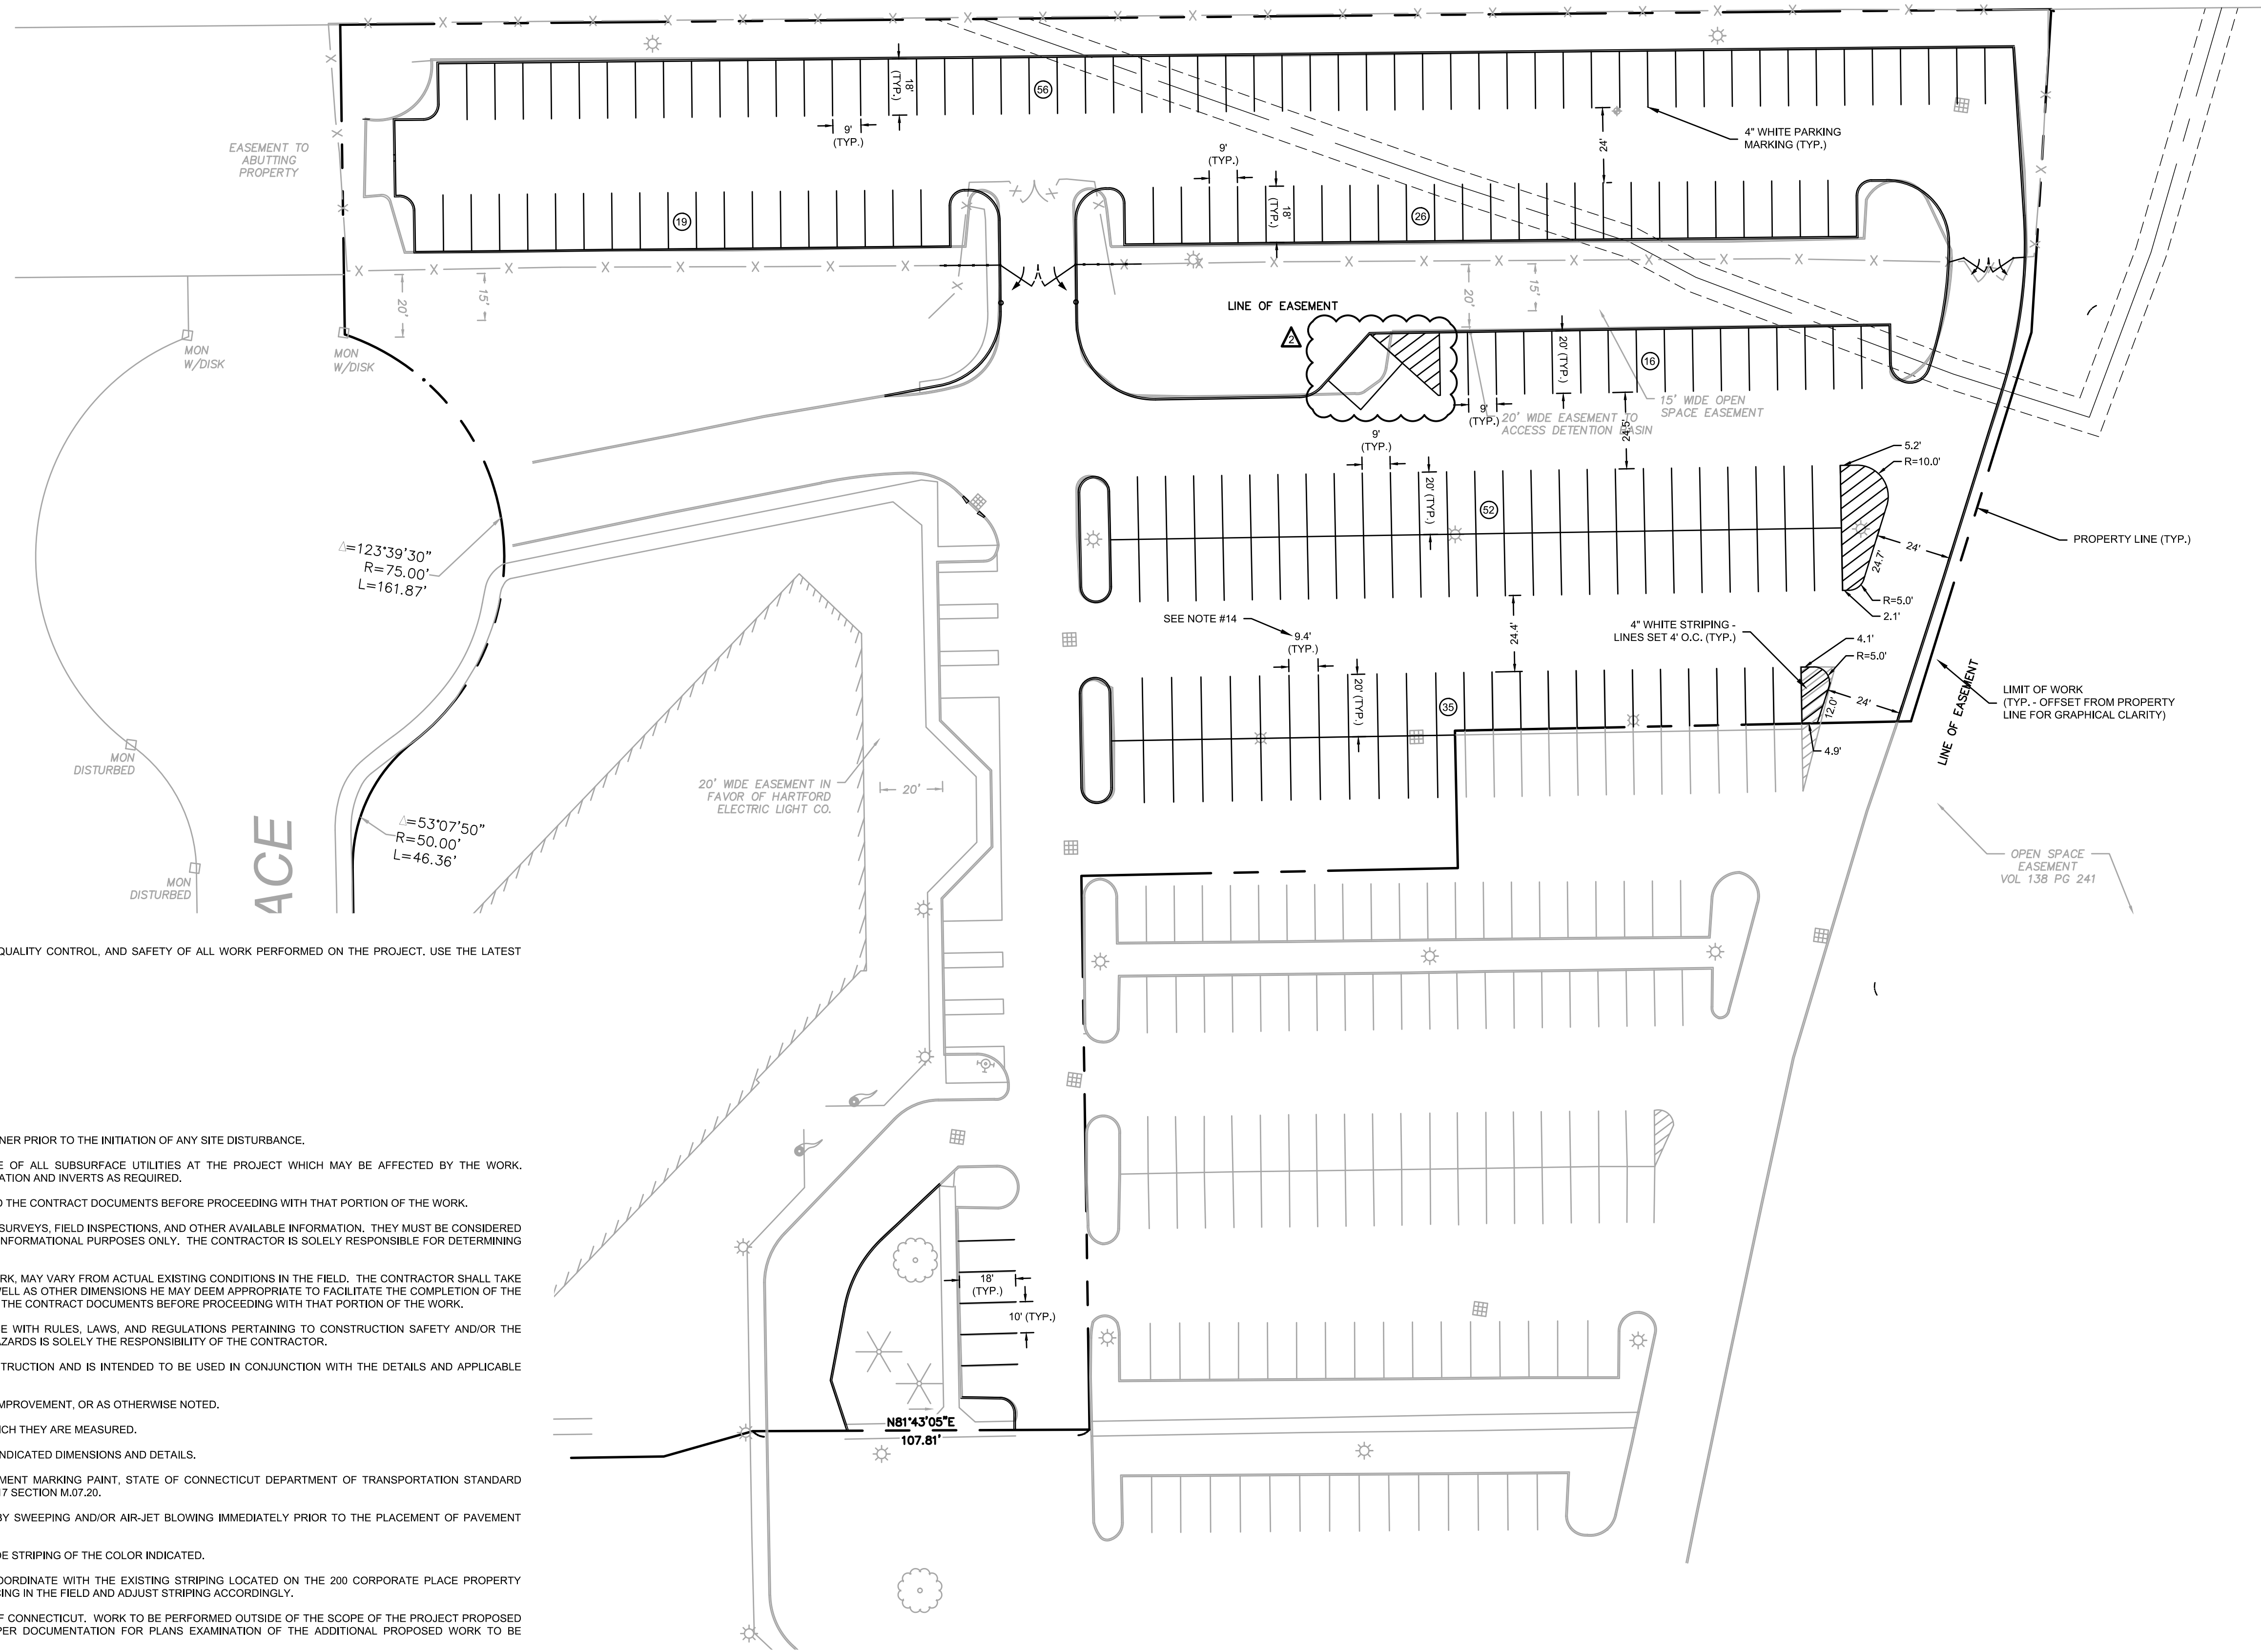 18'
(TYP.)
56
9'
(TYP.)
9'
(TYP.)
24'
4" WHITE PARKING
MARKING (TYP.)
EASEMENT TO
ABUTTING
PROPERTY
19
18'
(TYP.)
26
20'
15'
LINE OF EASEMENT
20'
15'
2
MON
W/DISK
MON
W/DISK
20' (TYP.)
16
9'
(TYP.)
20' WIDE EASEMENT TO
ACCESS DETENTION BASIN
15' WIDE OPEN
SPACE EASEMENT
24.5'
9'
(TYP.)
5.2'
R=10.0'
20' (TYP.)
52
Δ=123°39'30"
R=75.00'
L=161.87'
24'
24.7'
PROPERTY LINE (TYP.)
R=5.0'
2.1'
SEE NOTE #14
9.4'
(TYP.)
24.4'
4" WHITE STRIPING -
LINES SET 4' O.C. (TYP.)
4.1'
R=5.0'
20' (TYP.)
35
24'
12.0'
4.9'
LIMIT OF WORK
(TYP. - OFFSET FROM PROPERTY
LINE FOR GRAPHICAL CLARITY)
LINE OF EASEMENT
MON
DISTURBED
20' WIDE EASEMENT IN
FAVOR OF HARTFORD
ELECTRIC LIGHT CO.
20'
Δ=53°07'50"
R=50.00'
L=46.36'
ACE
MON
DISTURBED
OPEN SPACE
EASEMENT
VOL 138 PG 241
QUALITY CONTROL, AND SAFETY OF ALL WORK PERFORMED ON THE PROJECT. USE THE LATEST
NER PRIOR TO THE INITIATION OF ANY SITE DISTURBANCE.
E OF ALL SUBSURFACE UTILITIES AT THE PROJECT WHICH MAY BE AFFECTED BY THE WORK.
ATION AND INVERTS AS REQUIRED.
O THE CONTRACT DOCUMENTS BEFORE PROCEEDING WITH THAT PORTION OF THE WORK.
SURVEYS, FIELD INSPECTIONS, AND OTHER AVAILABLE INFORMATION. THEY MUST BE CONSIDERED
INFORMATIONAL PURPOSES ONLY. THE CONTRACTOR IS SOLELY RESPONSIBLE FOR DETERMINING
RK, MAY VARY FROM ACTUAL EXISTING CONDITIONS IN THE FIELD. THE CONTRACTOR SHALL TAKE
WELL AS OTHER DIMENSIONS HE MAY DEEM APPROPRIATE TO FACILITATE THE COMPLETION OF THE
THE CONTRACT DOCUMENTS BEFORE PROCEEDING WITH THAT PORTION OF THE WORK.
E WITH RULES, LAWS, AND REGULATIONS PERTAINING TO CONSTRUCTION SAFETY AND/OR THE
AZARDS IS SOLELY THE RESPONSIBILITY OF THE CONTRACTOR.
TRUCTION AND IS INTENDED TO BE USED IN CONJUNCTION WITH THE DETAILS AND APPLICABLE
MPROVEMENT, OR AS OTHERWISE NOTED.
ICH THEY ARE MEASURED.
NDICATED DIMENSIONS AND DETAILS.
EMENT MARKING PAINT, STATE OF CONNECTICUT DEPARTMENT OF TRANSPORTATION STANDARD
17 SECTION M.07.20.
BY SWEEPING AND/OR AIR-JET BLOWING IMMEDIATELY PRIOR TO THE PLACEMENT OF PAVEMENT
DE STRIPING OF THE COLOR INDICATED.
OORDINATE WITH THE EXISTING STRIPING LOCATED ON THE 200 CORPORATE PLACE PROPERTY
CING IN THE FIELD AND ADJUST STRIPING ACCORDINGLY.
OF CONNECTICUT. WORK TO BE PERFORMED OUTSIDE OF THE SCOPE OF THE PROJECT PROPOSED
PER DOCUMENTATION FOR PLANS EXAMINATION OF THE ADDITIONAL PROPOSED WORK TO BE
18'
(TYP.)
10' (TYP.)
N81°43'05"E
107.81'